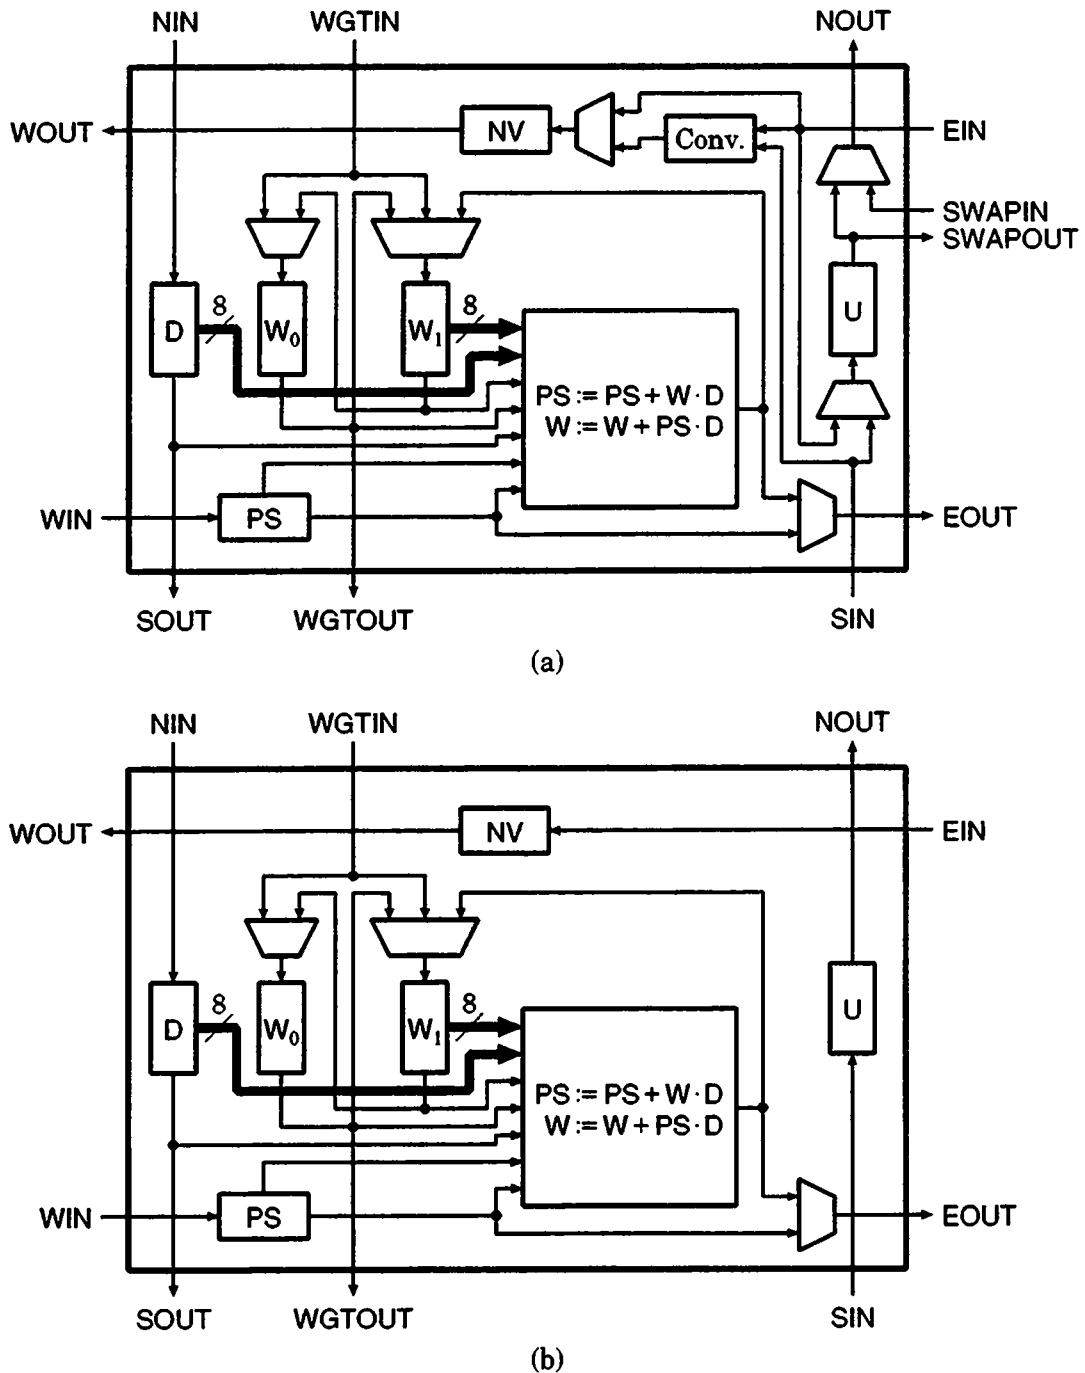 NIN WGTIN NOUT
WOUT NV Conv. EIN
SWAPIN
SWAPOUT
8 8
D W₀ W₁ U
PS := PS + W · D
W := W + PS · D
WIN PS EOUT
SOUT WGTOUT SIN
(a)
NIN WGTIN NOUT
WOUT NV EIN
8 8
D W₀ W₁ U
PS := PS + W · D
W := W + PS · D
WIN PS EOUT
SOUT WGTOUT SIN
(b)